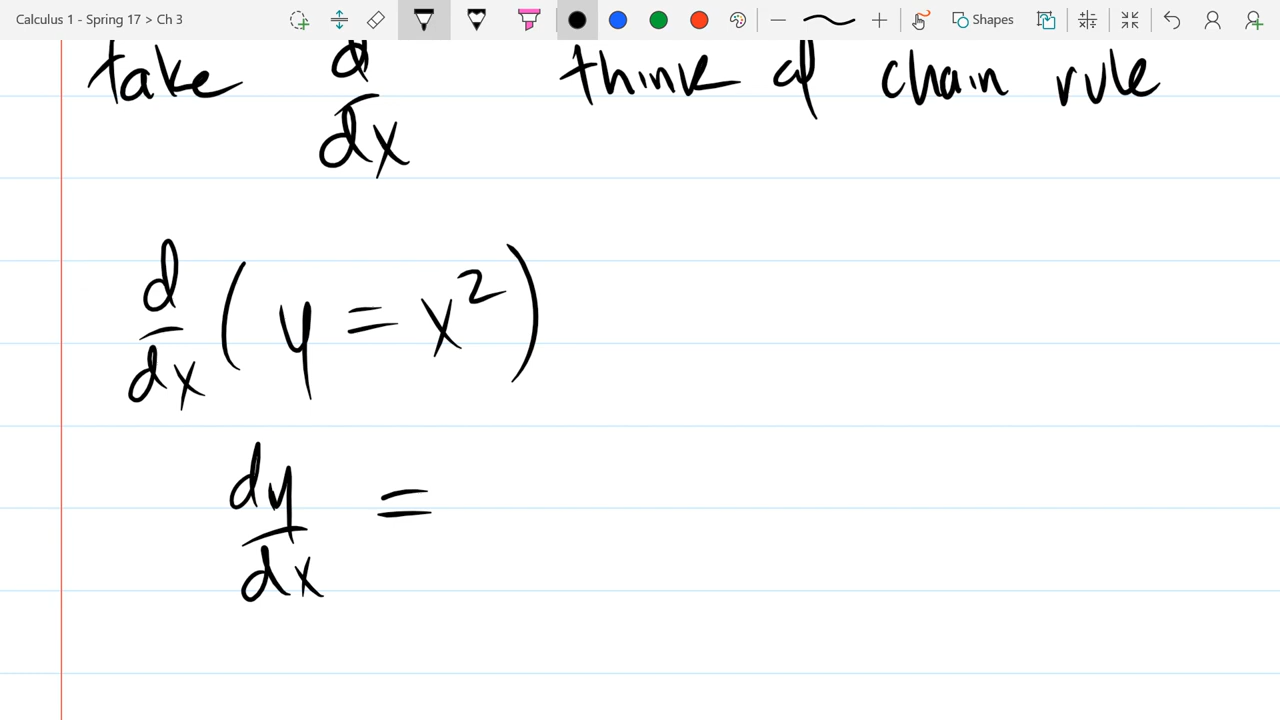 Calculus 1 - Spring 17 > Ch 3
Shapes
take d/dx think of chain rule
d/dx ( y = x² )
dy/dx =